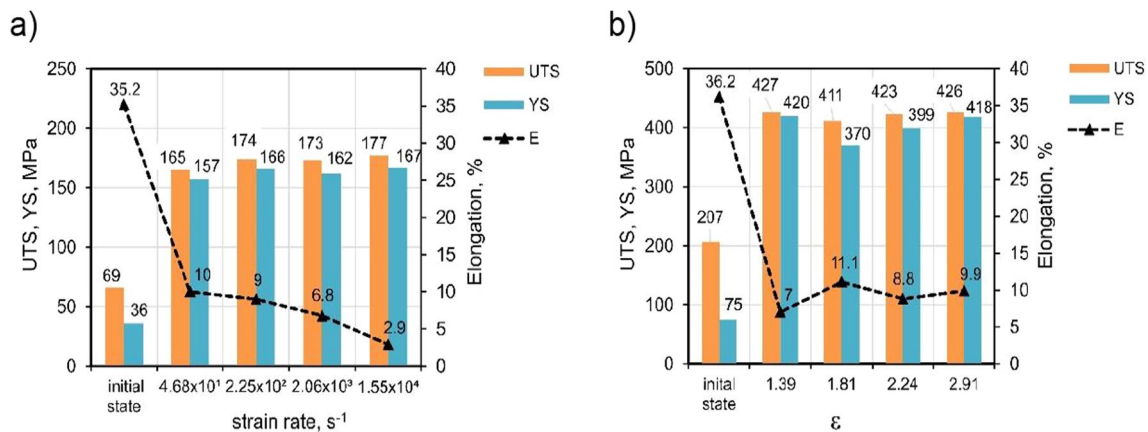 a)
250
200
150
100
50
0
UTS, YS, MPa
40
35
30
25
20
15
10
5
0
Elongation, %
UTS
YS
E
35.2
69
36
165
157
10
174
166
9
173
162
6.8
177
167
2.9
initial
state
4.68x10¹
2.25x10²
2.06x10³
1.55x10⁴
strain rate, s⁻¹
b)
500
400
300
200
100
0
UTS, YS, MPa
40
35
30
25
20
15
10
5
0
Elongation, %
UTS
YS
E
36.2
207
75
427
420
7
411
370
11.1
423
399
8.8
426
418
9.9
inital
state
1.39
1.81
2.24
2.91
ε